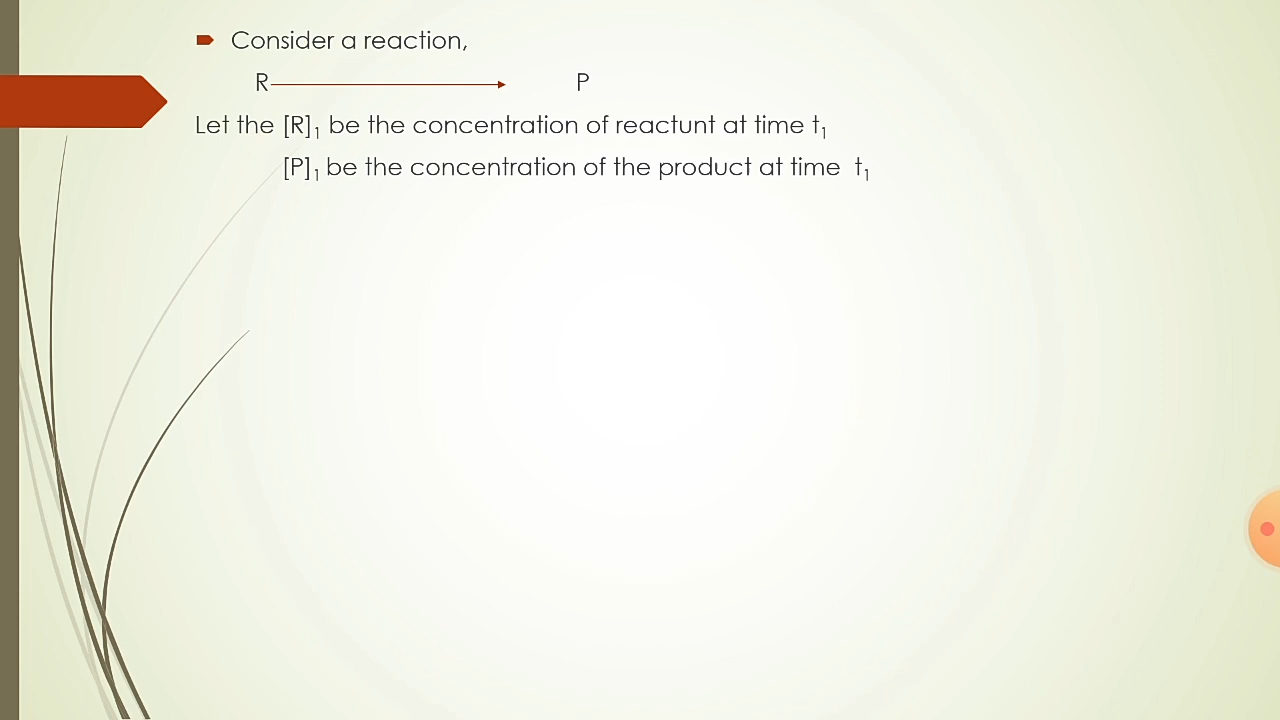 Consider a reaction,
R P
Let the [R]₁ be the concentration of reactunt at time t₁
[P]₁ be the concentration of the product at time t₁